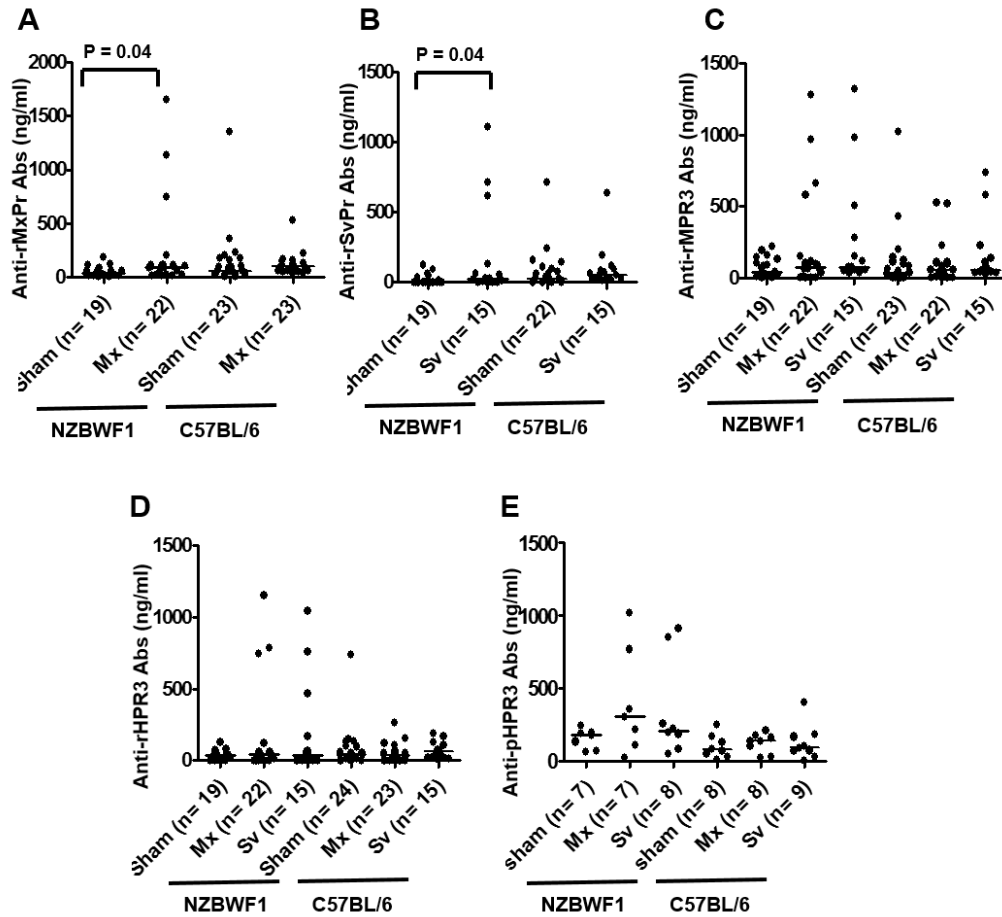 A
P = 0.04
Anti-rMxPr Abs (ng/ml)
2000
1500
1000
500
0
Sham (n= 19)
Mx (n= 22)
Sham (n= 23)
Mx (n= 23)
NZBWF1
C57BL/6
B
P = 0.04
Anti-rSvPr Abs (ng/ml)
1500
1000
500
0
Sham (n= 19)
Sv (n= 15)
Sham (n= 22)
Sv (n= 15)
NZBWF1
C57BL/6
C
Anti-rMPR3 Abs (ng/ml)
1500
1000
500
0
Sham (n= 19)
Mx (n= 22)
Sv (n= 15)
Sham (n= 23)
Mx (n= 22)
Sv (n= 15)
NZBWF1
C57BL/6
D
Anti-rHPR3 Abs (ng/ml)
1500
1000
500
0
Sham (n= 19)
Mx (n= 22)
Sv (n= 15)
Sham (n= 24)
Mx (n= 23)
Sv (n= 15)
NZBWF1
C57BL/6
E
Anti-pHPR3 Abs (ng/ml)
1500
1000
500
0
sham (n= 7)
Mx (n= 7)
Sv (n= 8)
sham (n= 8)
Mx (n= 8)
Sv (n= 9)
NZBWF1
C57BL/6